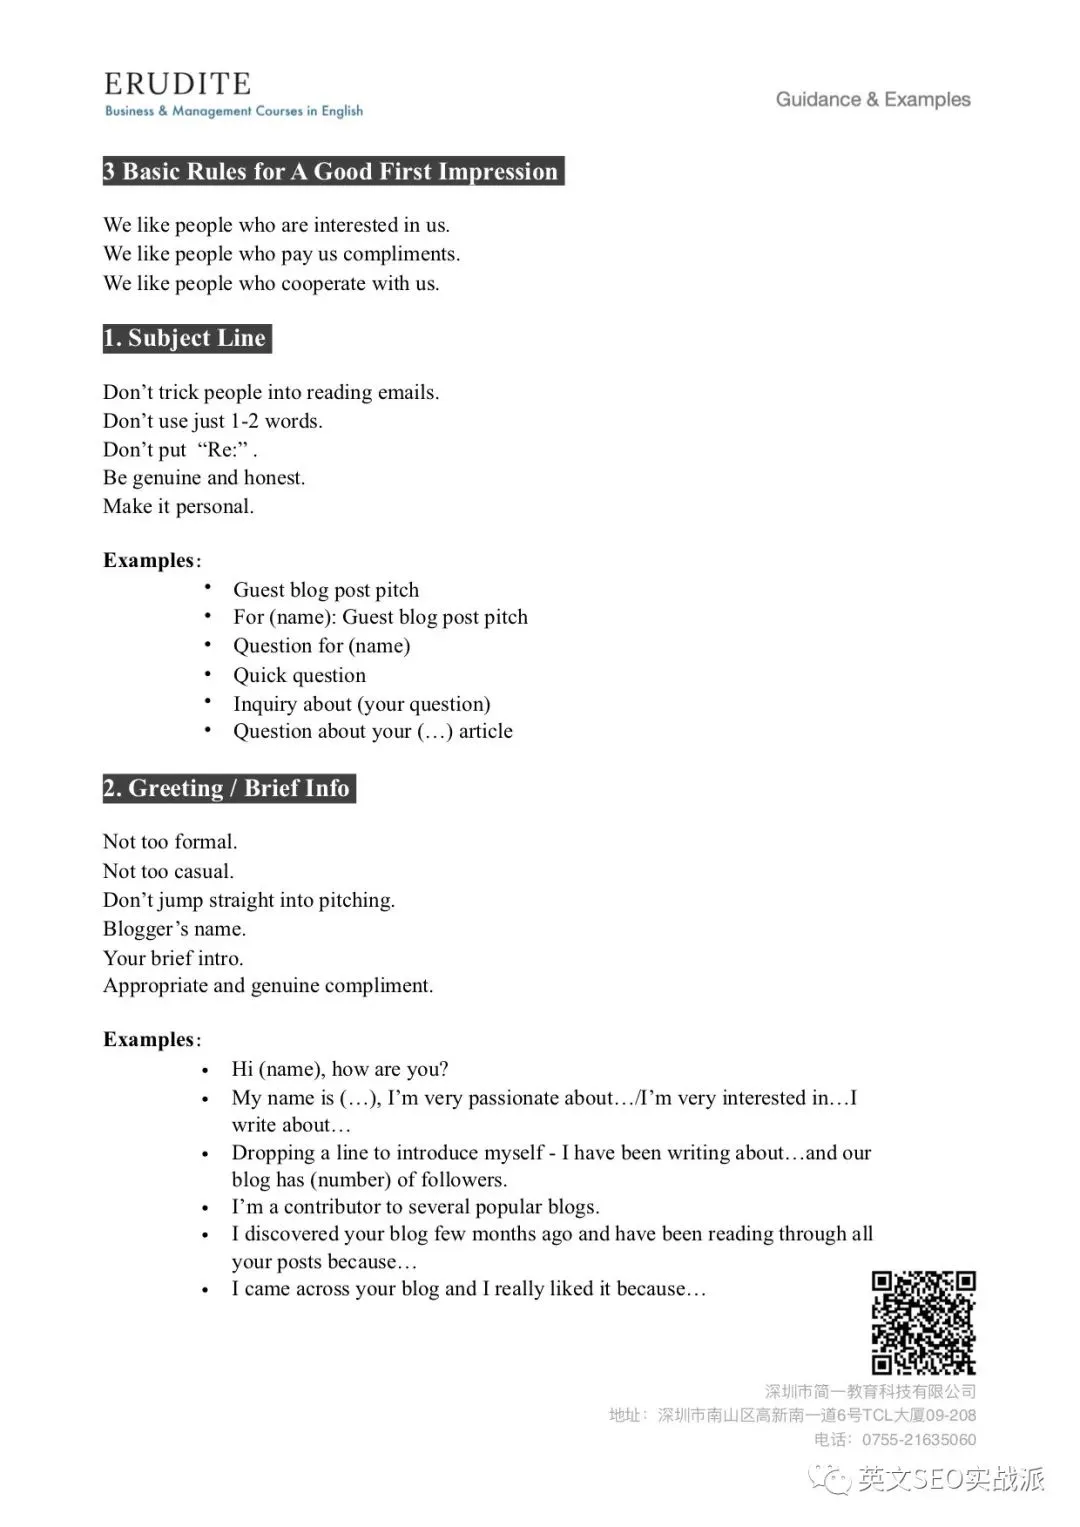 ERUDITE
Business & Management Courses in English
Guidance & Examples
3 Basic Rules for A Good First Impression
We like people who are interested in us.
We like people who pay us compliments.
We like people who cooperate with us.
1. Subject Line
Don’t trick people into reading emails.
Don’t use just 1-2 words.
Don’t put “Re:” .
Be genuine and honest.
Make it personal.
Examples:
• Guest blog post pitch
• For (name): Guest blog post pitch
• Question for (name)
• Quick question
• Inquiry about (your question)
• Question about your (…) article
2. Greeting / Brief Info
Not too formal.
Not too casual.
Don’t jump straight into pitching.
Blogger’s name.
Your brief intro.
Appropriate and genuine compliment.
Examples:
• Hi (name), how are you?
• My name is (…), I’m very passionate about…/I’m very interested in…I
write about…
• Dropping a line to introduce myself - I have been writing about…and our
blog has (number) of followers.
• I’m a contributor to several popular blogs.
• I discovered your blog few months ago and have been reading through all
your posts because…
• I came across your blog and I really liked it because…
深圳市简一教育科技有限公司
地址：深圳市南山区高新南一道6号TCL大厦09-208
电话：0755-21635060
英文SEO实战派